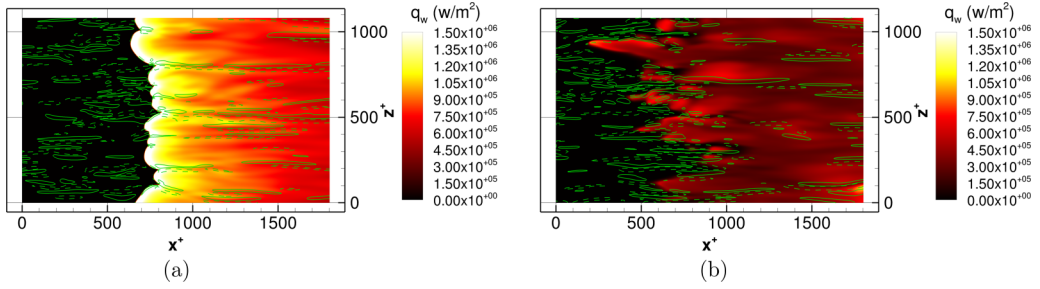 q_w (w/m²)
1.50x10⁺⁰⁶
1.35x10⁺⁰⁶
1.20x10⁺⁰⁶
1.05x10⁺⁰⁶
9.00x10⁺⁰⁵
7.50x10⁺⁰⁵
6.00x10⁺⁰⁵
4.50x10⁺⁰⁵
3.00x10⁺⁰⁵
1.50x10⁺⁰⁵
0.00x10⁺⁰⁰
1000
500
0
z⁺
0 500 1000 1500
x⁺
(a)
q_w (w/m²)
1.50x10⁺⁰⁶
1.35x10⁺⁰⁶
1.20x10⁺⁰⁶
1.05x10⁺⁰⁶
9.00x10⁺⁰⁵
7.50x10⁺⁰⁵
6.00x10⁺⁰⁵
4.50x10⁺⁰⁵
3.00x10⁺⁰⁵
1.50x10⁺⁰⁵
0.00x10⁺⁰⁰
1000
500
0
z⁺
0 500 1000 1500
x⁺
(b)